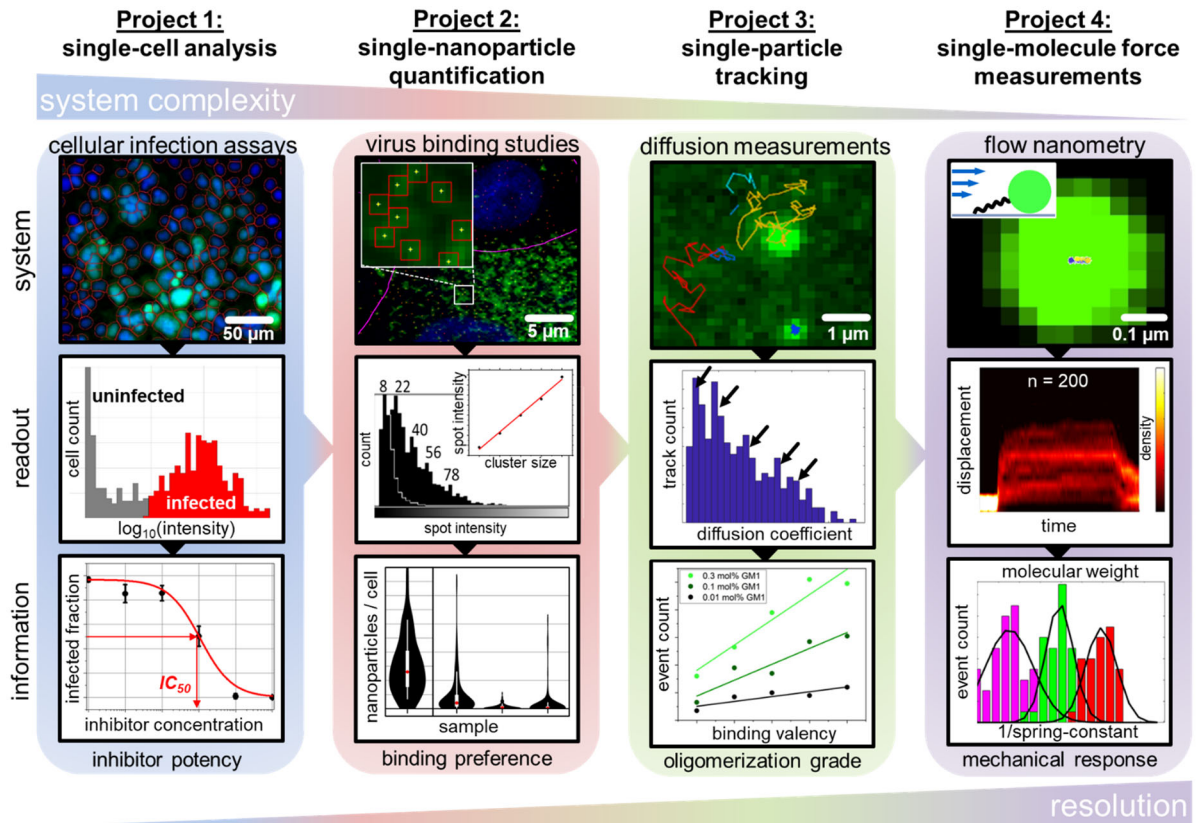 Project 1:
single-cell analysis
Project 2:
single-nanoparticle
quantification
Project 3:
single-particle
tracking
Project 4:
single-molecule force
measurements
system complexity
system
readout
information
cellular infection assays
50 µm
uninfected
infected
cell count
log10(intensity)
infected fraction
IC50
inhibitor concentration
inhibitor potency
virus binding studies
5 µm
8 22
40
56
78
count
spot intensity
cluster size
spot intensity
nanoparticles / cell
sample
binding preference
diffusion measurements
1 µm
track count
diffusion coefficient
0.3 mol% GM1
0.1 mol% GM1
0.01 mol% GM1
event count
binding valency
oligomerization grade
flow nanometry
0.1 µm
n = 200
displacement
density
time
molecular weight
event count
1/spring-constant
mechanical response
resolution